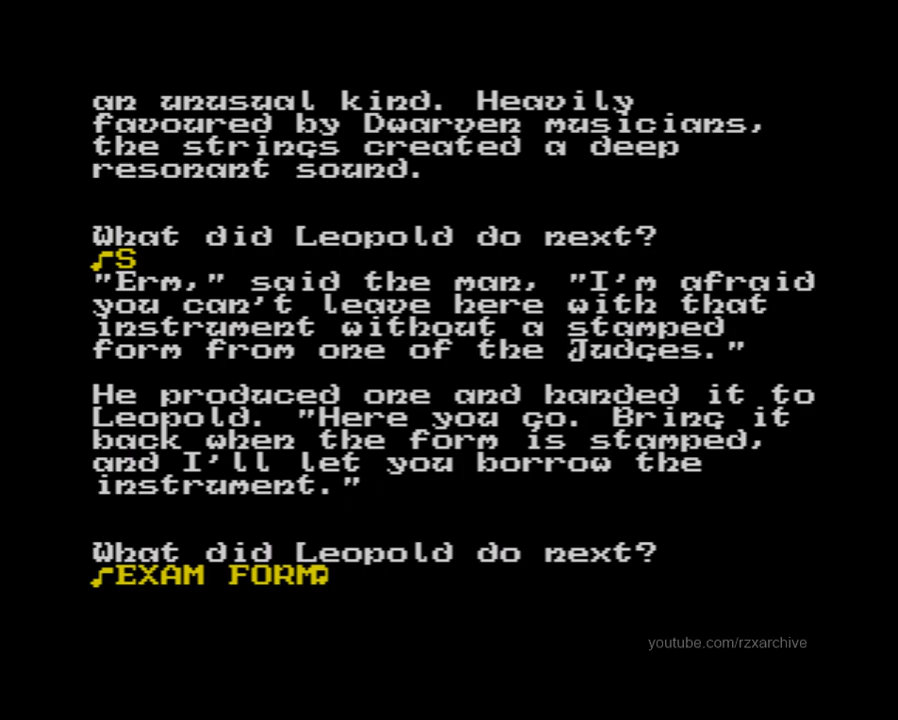 an unusual kind. Heavily
favoured by Dwarven musicians,
the strings created a deep
resonant sound.
What did Leopold do next?
♪S
"Erm," said the man, "I'm afraid
you can't leave here with that
instrument without a stamped
form from one of the Judges."
He produced one and handed it to
Leopold. "Here you go. Bring it
back when the form is stamped,
and I'll let you borrow the
instrument."
What did Leopold do next?
♪EXAM FORM
youtube.com/rzxarchive